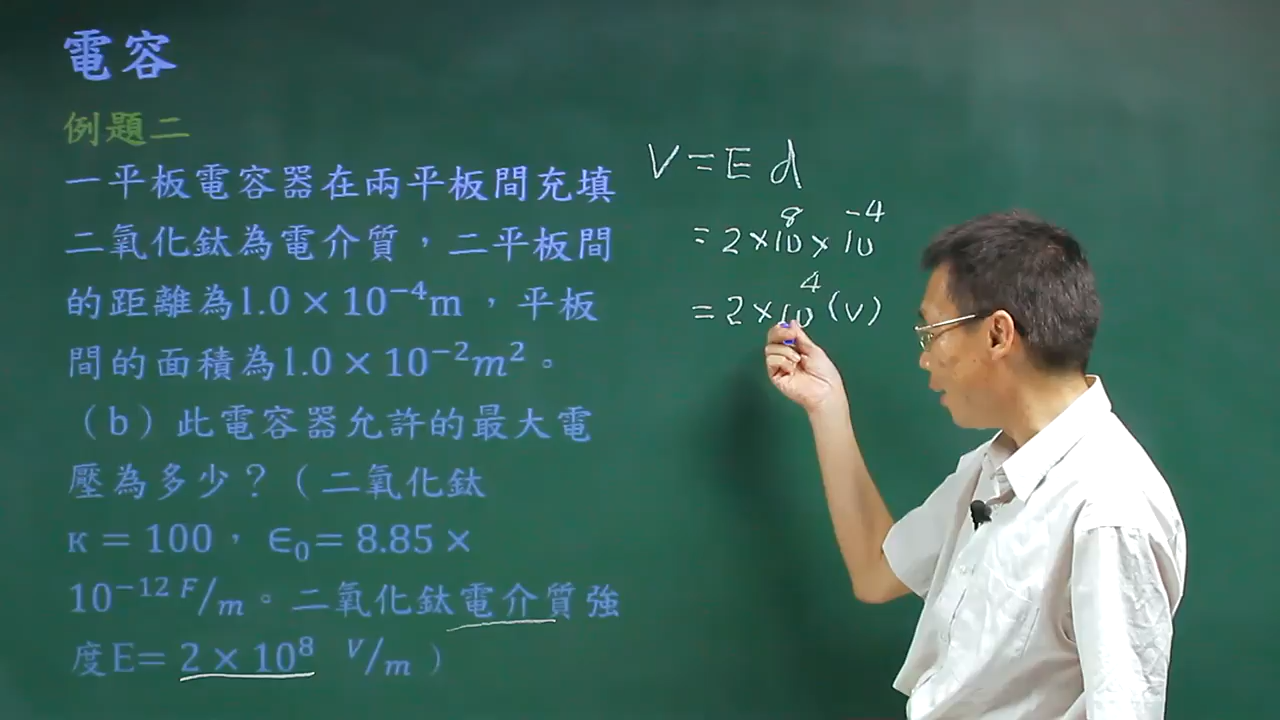 電容
例題二
一平板電容器在兩平板間充填
二氧化鈦為電介質，二平板間
的距離為1.0 × 10⁻⁴m ，平板
間的面積為1.0 × 10⁻²m²。
（b）此電容器允許的最大電
壓為多少？（二氧化鈦
κ = 100， ϵ₀= 8.85 ×
10⁻¹² F/m。二氧化鈦電介質強
度E= 2 × 10⁸ V/m ）
V = E d
= 2 × 10⁸ × 10⁻⁴
= 2 × 10⁴ (V)